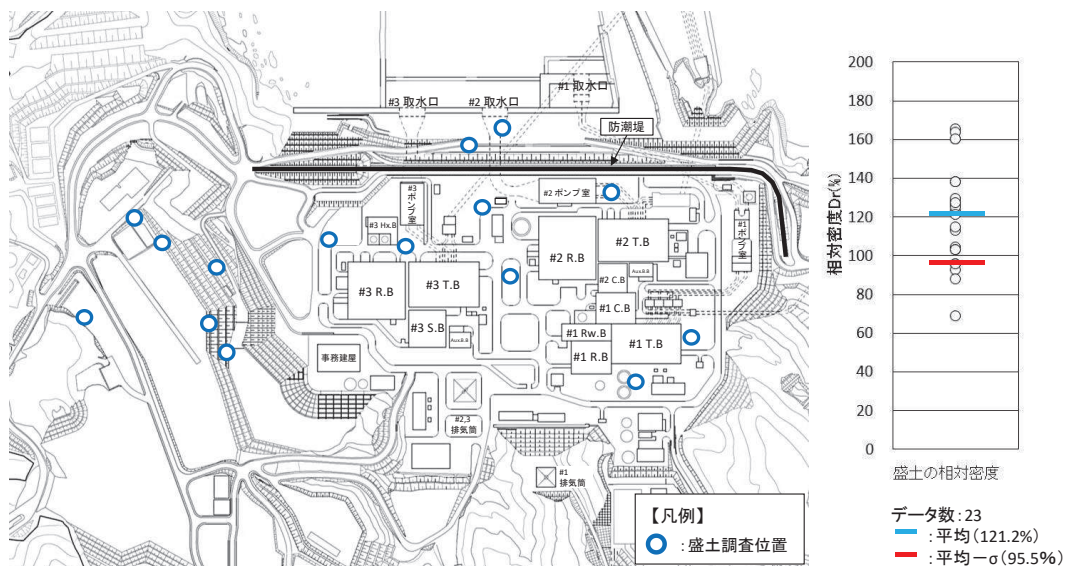 #1 取水口
#3 取水口
#2 取水口
防潮堤
#3
ポンプ室
#2 ポンプ室
#1
ポンプ室
#3 Hx.B
#2 T.B
#2 R.B
Aux.B.B
#2 C.B
#3 R.B
#3 T.B
#1 C.B
#3 S.B
Aux.B.B
#1 Rw.B
#1 T.B
#1 R.B
事務建屋
#2,3
排気筒
#1
排気筒
【凡例】
:盛土調査位置
相対密度Dr(%)
200
180
160
140
120
100
80
60
40
20
0
盛土の相対密度
データ数:23
:平均(121.2%)
:平均－σ(95.5%)